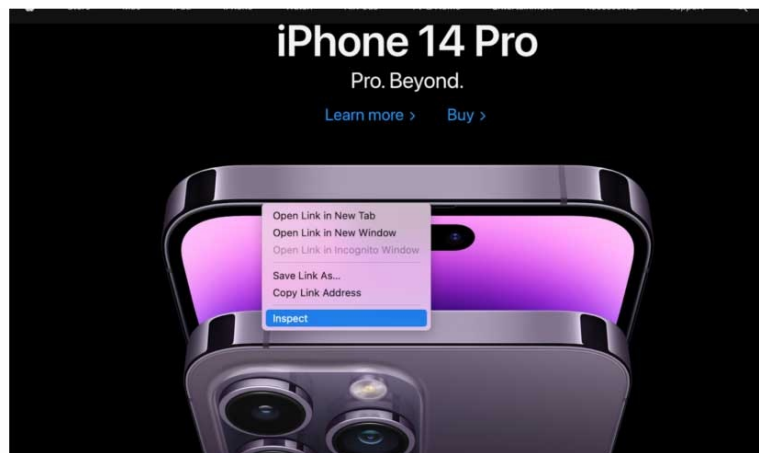 iPhone 14 Pro
Pro. Beyond.
Learn more > Buy >
Open Link in New Tab
Open Link in New Window
Open Link in Incognito Window
Save Link As...
Copy Link Address
Inspect